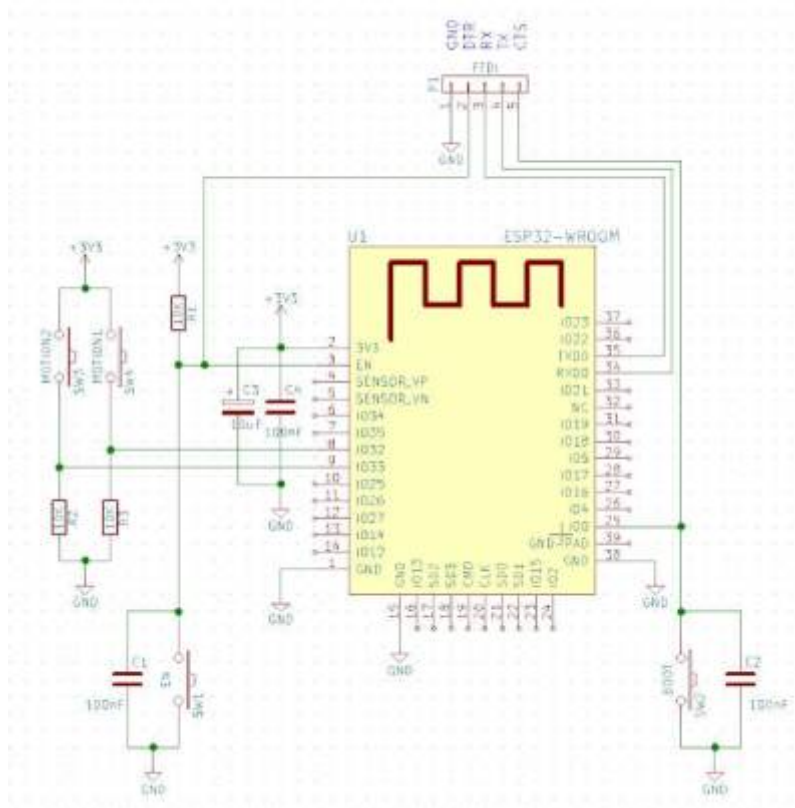 GND
DTR
RX
TX
CTS
P1
1
2
3
4
5
GND
U1
ESP32-WROOM
+3V3
+3V3
+3V3
10K
R1
MOTION2
SW3
MOTION1
SW4
C3
10uF
C4
100nF
GND
10K
R2
10K
R3
GND
GND
2 3V3
3 EN
4 SENSOR_VP
5 SENSOR_VN
6 IO34
7 IO35
8 IO32
9 IO33
10 IO25
11 IO26
12 IO27
13 IO14
14 IO12
1 GND
IO23 37
IO22 36
TXD0 35
RXD0 34
IO21 33
NC 32
IO19 31
IO18 30
IO5 29
IO17 28
IO16 27
IO4 26
IO0 25
GND-PAD 39
GND 38
GND IO13 SD2 SD3 CMD CLK SD0 SD1 IO15 IO2
15 16 17 18 19 20 21 22 23 24
GND
GND
C1
100nF
EN
SW1
GND
BOOT
SW2
C2
100nF
GND